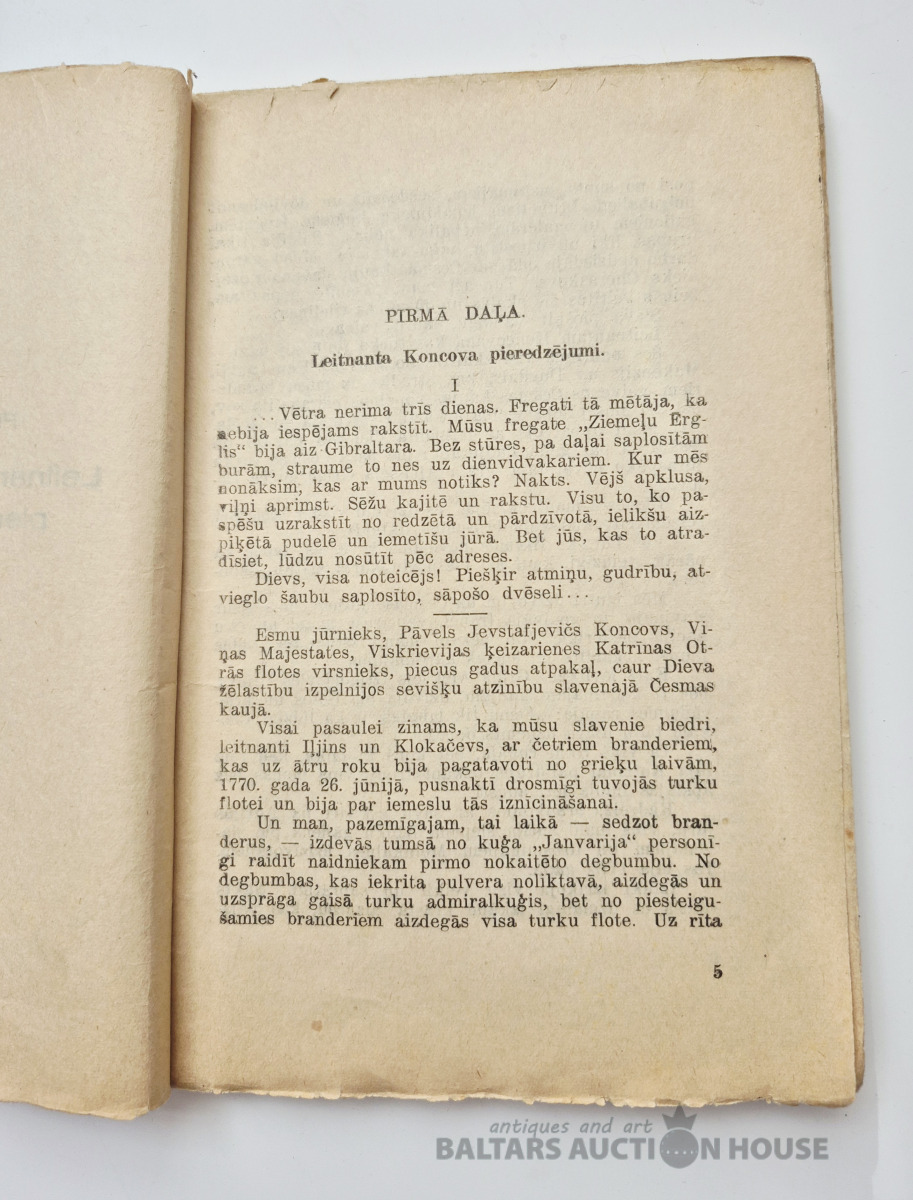 PIRMĀ DAĻA.
Leitnanta Koncova pieredzējumi.
I
...Vētra nerima trīs dienas. Fregati tā mētāja, ka
nebija iespējams rakstīt. Mūsu fregate „Ziemeļu Ērg-
lis“ bija aiz Gibraltara. Bez stūres, pa daļai saplosītām
burām, straume to nes uz dienvidvakariem. Kur mēs
nonāksim, kas ar mums notiks? Nakts. Vējš apklusa,
viļņi aprimst. Sēžu kajitē un rakstu. Visu to, ko pa-
spēšu uzrakstīt no redzētā un pārdzīvotā, ielikšu aiz-
piķētā pudelē un iemetīšu jūrā. Bet jūs, kas to atra-
dīsiet, lūdzu nosūtīt pēc adreses.
Dievs, visa noteicējs! Piešķir atmiņu, gudrību, at-
vieglo šaubu saplosīto, sāpošo dvēseli...
Esmu jūrnieks, Pāvels Jevstafjevičs Koncovs, Vi-
ņas Majestates, Viskrievijas ķeizarienes Katrīnas Ot-
rās flotes virsnieks, piecus gadus atpakaļ, caur Dieva
žēlastību izpelnijos sevišķu atzinību slavenajā Česmas
kaujā.
Visai pasaulei zinams, ka mūsu slavenie biedri,
leitnanti Iļjins un Klokačevs, ar četriem branderiem,
kas uz ātru roku bija pagatavoti no grieķu laivām,
1770. gada 26. jūnijā, pusnaktī drosmīgi tuvojās turku
flotei un bija par iemeslu tās iznīcināšanai.
Un man, pazemīgajam, tai laikā — sedzot bran-
derus, — izdevās tumsā no kuģa „Janvarija“ personī-
gi raidīt naidniekam pirmo nokaitēto degbumbu. No
degbumbas, kas iekrita pulvera noliktavā, aizdegās un
uzsprāga gaisā turku admiralkuģis, bet no piesteigu-
šamies branderiem aizdegās visa turku flote. Uz rīta
5
antiques and art
BALTARS AUCTION HOUSE